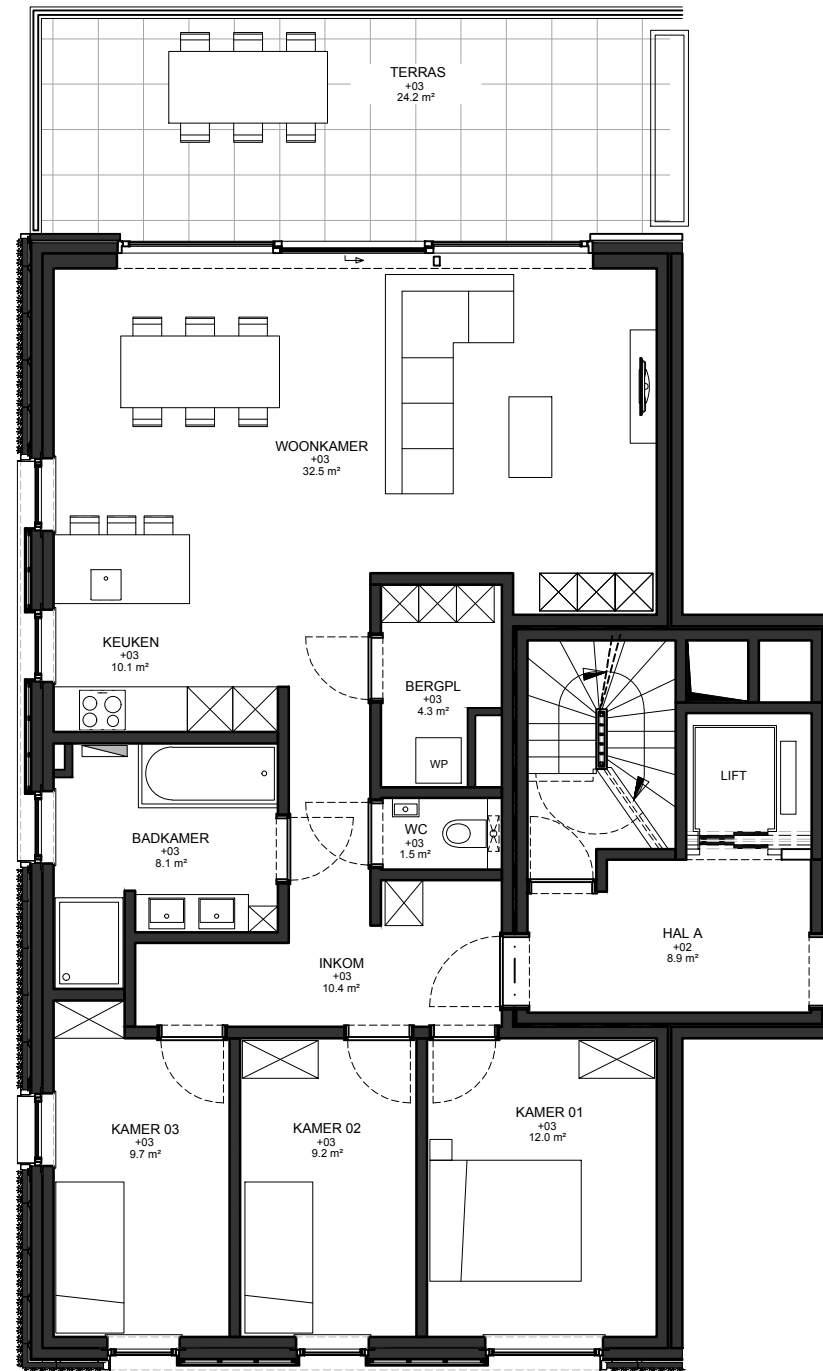 TERRAS
+03
24.2 m²
WOONKAMER
+03
32.5 m²
KEUKEN
+03
10.1 m²
BERGPL
+03
4.3 m²
WP
LIFT
BADKAMER
+03
8.1 m²
WC
+03
1.5 m²
HAL A
+02
8.9 m²
INKOM
+03
10.4 m²
KAMER 03
+03
9.7 m²
KAMER 02
+03
9.2 m²
KAMER 01
+03
12.0 m²